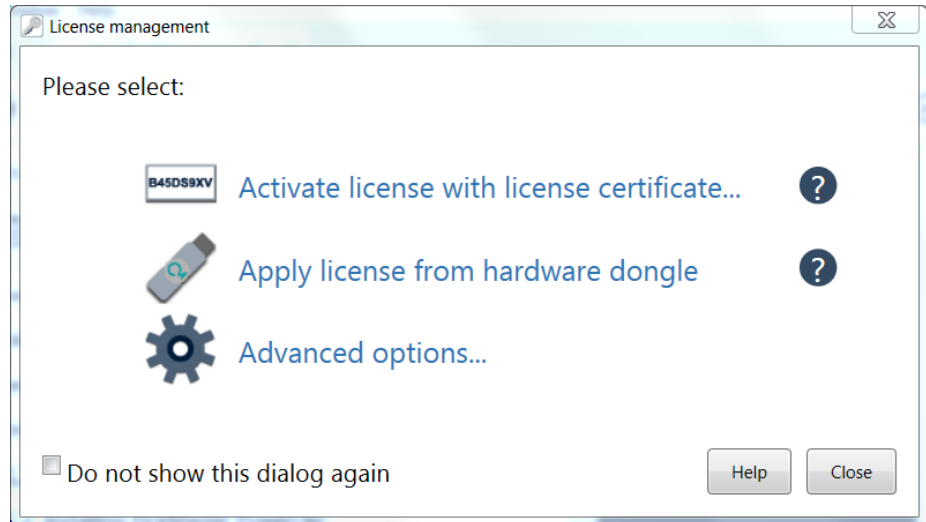 License management
Please select:
B45DS9XV
Activate license with license certificate...
?
Apply license from hardware dongle
?
Advanced options...
Do not show this dialog again
Help
Close